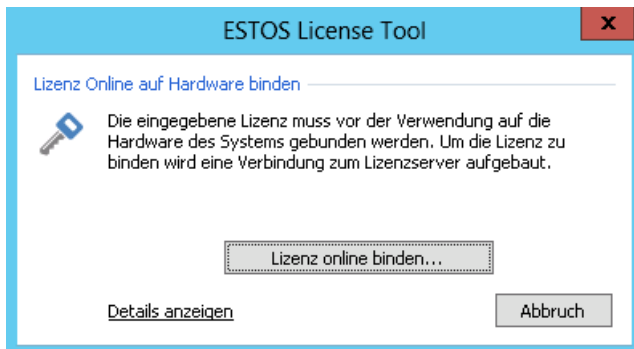 ESTOS License Tool
x
Lizenz Online auf Hardware binden
Die eingegebene Lizenz muss vor der Verwendung auf die
Hardware des Systems gebunden werden. Um die Lizenz zu
binden wird eine Verbindung zum Lizenzserver aufgebaut.
Lizenz online binden...
Details anzeigen
Abbruch